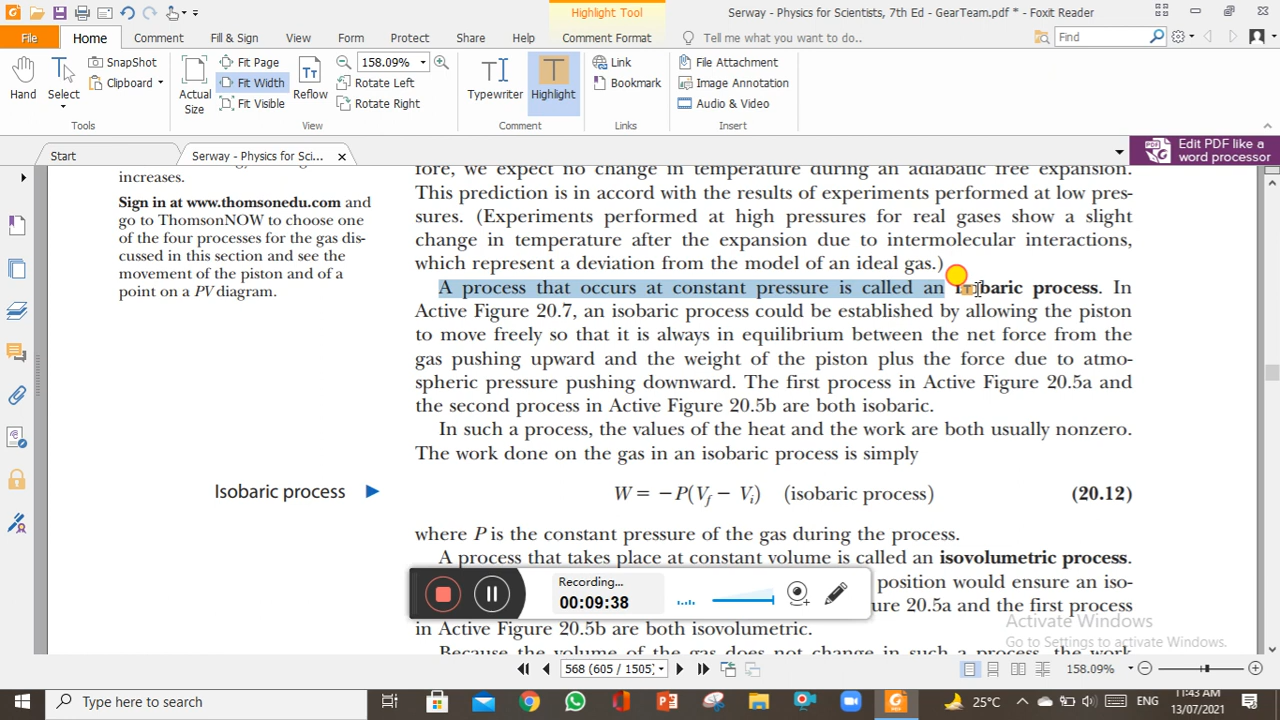 Highlight Tool
Serway - Physics for Scientists, 7th Ed - GearTeam.pdf * - Foxit Reader
File
Home
Comment
Fill & Sign
View
Form
Protect
Share
Help
Comment Format
Tell me what you want to do..
Find
Hand
Select
SnapShot
Clipboard
Actual Size
Fit Page
Fit Width
Fit Visible
Reflow
158.09%
Rotate Left
Rotate Right
Typewriter
Highlight
Link
Bookmark
File Attachment
Image Annotation
Audio & Video
Tools
View
Comment
Links
Insert
Start
Serway - Physics for Sci...
Edit PDF like a
word processor
increases.
Sign in at www.thomsonedu.com and
go to ThomsonNOW to choose one
of the four processes for the gas dis-
cussed in this section and see the
movement of the piston and of a
point on a PV diagram.
fore, we expect no change in temperature during an adiabatic free expansion.
This prediction is in accord with the results of experiments performed at low pres-
sures. (Experiments performed at high pressures for real gases show a slight
change in temperature after the expansion due to intermolecular interactions,
which represent a deviation from the model of an ideal gas.)
A process that occurs at constant pressure is called an isobaric process. In
Active Figure 20.7, an isobaric process could be established by allowing the piston
to move freely so that it is always in equilibrium between the net force from the
gas pushing upward and the weight of the piston plus the force due to atmo-
spheric pressure pushing downward. The first process in Active Figure 20.5a and
the second process in Active Figure 20.5b are both isobaric.
In such a process, the values of the heat and the work are both usually nonzero.
The work done on the gas in an isobaric process is simply
Isobaric process
W = −P(Vf − Vi) (isobaric process) (20.12)
where P is the constant pressure of the gas during the process.
A process that takes place at constant volume is called an isovolumetric process.
position would ensure an iso-
ure 20.5a and the first process
in Active Figure 20.5b are both isovolumetric.
Because the volume of the gas does not change in such a process, the work
Recording...
00:09:38
Activate Windows
Go to Settings to activate Windows.
568 (605 / 1505)
158.09%
Type here to search
25°C
ENG
11:43 AM
13/07/2021